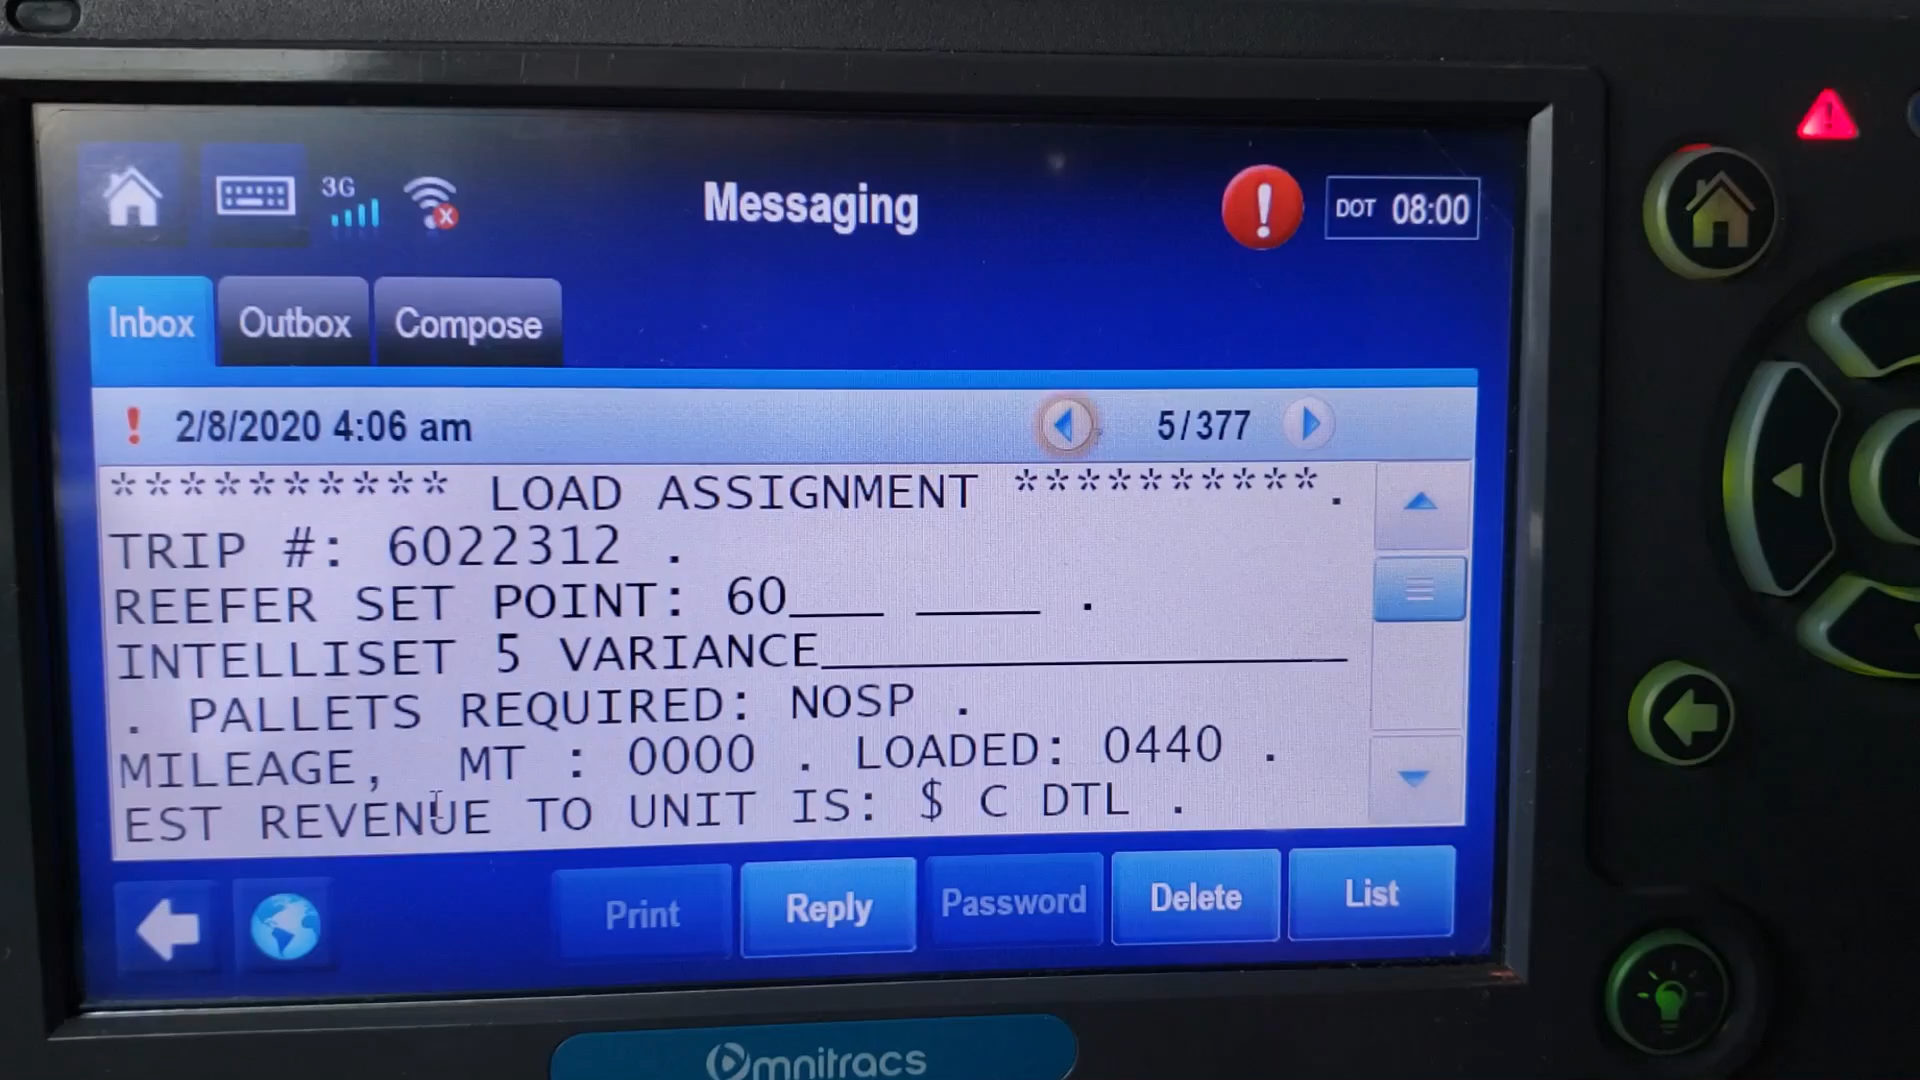 3G
Messaging
DOT 08:00
Inbox
Outbox
Compose
2/8/2020 4:06 am
5/377
********** LOAD ASSIGNMENT **********.
TRIP #: 6022312 .
REEFER SET POINT: 60___ ____ .
INTELLISET 5 VARIANCE_________________
. PALLETS REQUIRED: NOSP .
MILEAGE, MT : 0000 . LOADED: 0440 .
EST REVENUE TO UNIT IS: $ C DTL .
Print
Reply
Password
Delete
List
Omnitracs